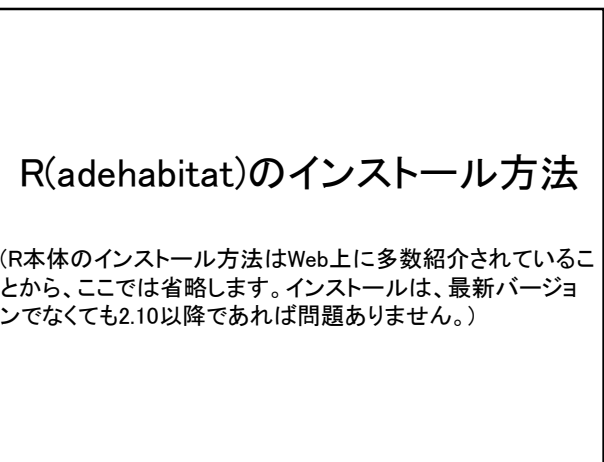 R(adehabitat)のインストール方法
(R本体のインストール方法はWeb上に多数紹介されているこ
とから、ここでは省略します。インストールは、最新バージョ
ンでなくても2.10以降であれば問題ありません。)